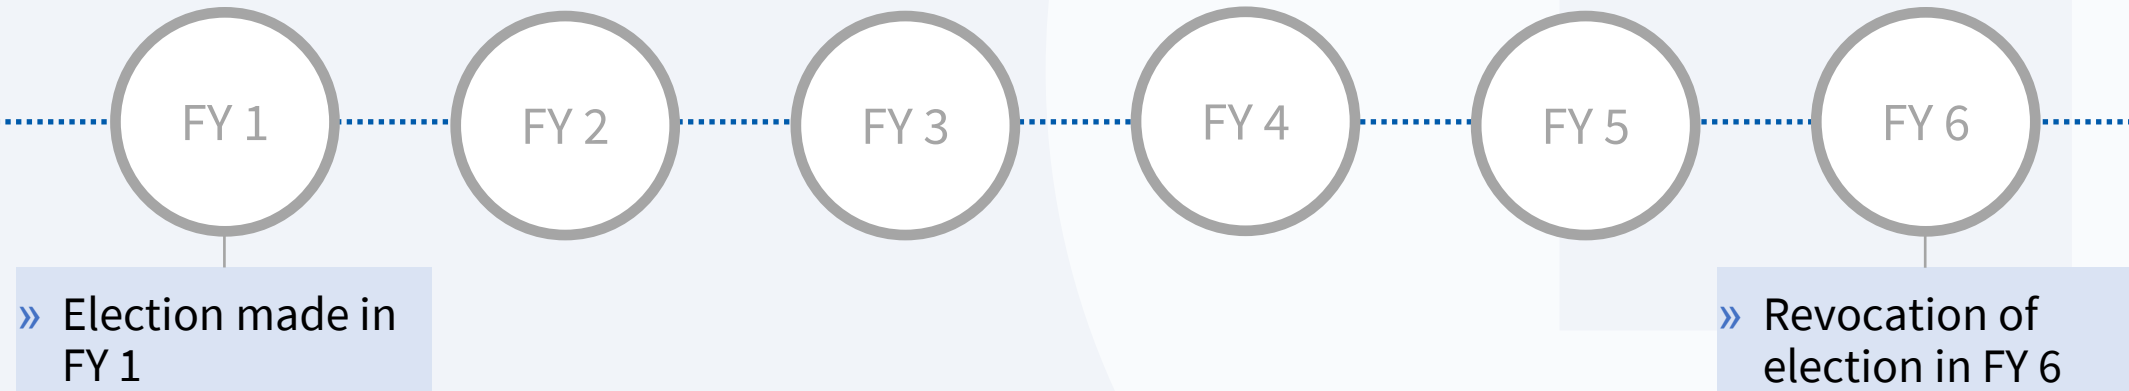 FY 1
FY 2
FY 3
FY 4
FY 5
FY 6
» Election made in
FY 1
» Revocation of
election in FY 6